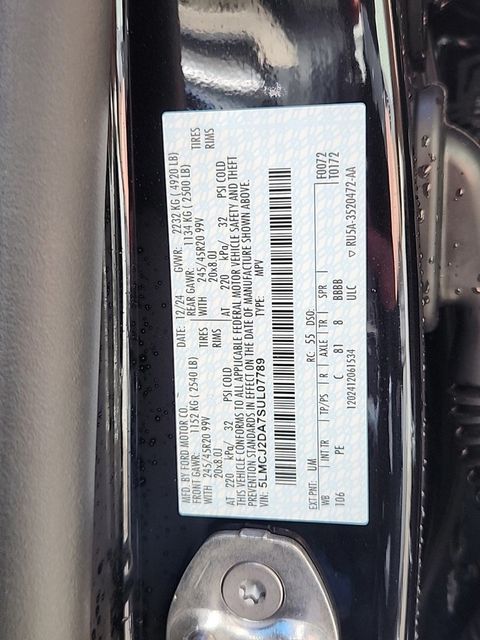 MFD. BY FORD MOTOR CO. DATE: 12/24 GVWR: 2232 KG ( 4920 LB)
FRONT GAWR: 1152 KG ( 2540 LB) REAR GAWR: 1134 KG ( 2500 LB)
WITH 245/45R20 99V TIRES WITH 245/45R20 99V TIRES
20x8.0J RIMS 20x8.0J RIMS
AT 220 kPa/ 32 PSI COLD AT 220 kPa/ 32 PSI COLD
THIS VEHICLE CONFORMS TO ALL APPLICABLE FEDERAL MOTOR VEHICLE SAFETY AND THEFT
PREVENTION STANDARDS IN EFFECT ON THE DATE OF MANUFACTURE SHOWN ABOVE.
VIN: 5LMCJ2DA7SUL07789 TYPE: MPV
EXT PNT: UM RC: 55 DSO: F0072
WB INT TR TP/PS R AXLE TR SPR T0172
106 PE C 81 8 BBBB
1202412061534 ULC ▽ RU5A-3520472-AA